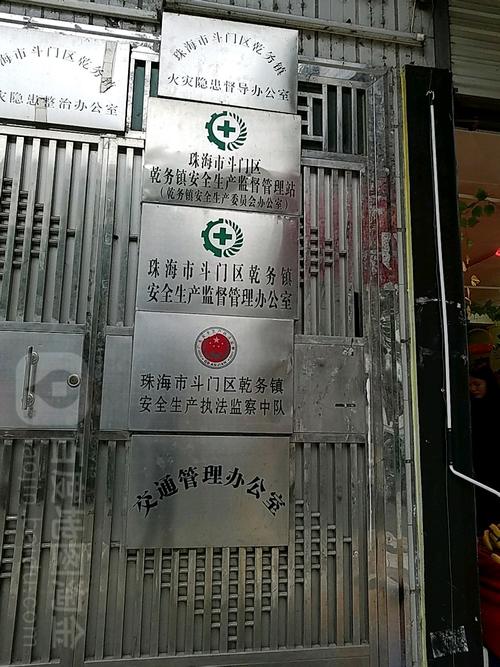 珠海市斗门区乾务镇
火灾隐患整治办公室
珠海市斗门区乾务镇
火灾隐患督导办公室
珠海市斗门区
乾务镇安全生产监督管理站
（乾务镇安全生产委员会办公室）
珠海市斗门区乾务镇
安全生产监督管理办公室
珠海市斗门区乾务镇
安全生产执法监察中队
交通管理办公室